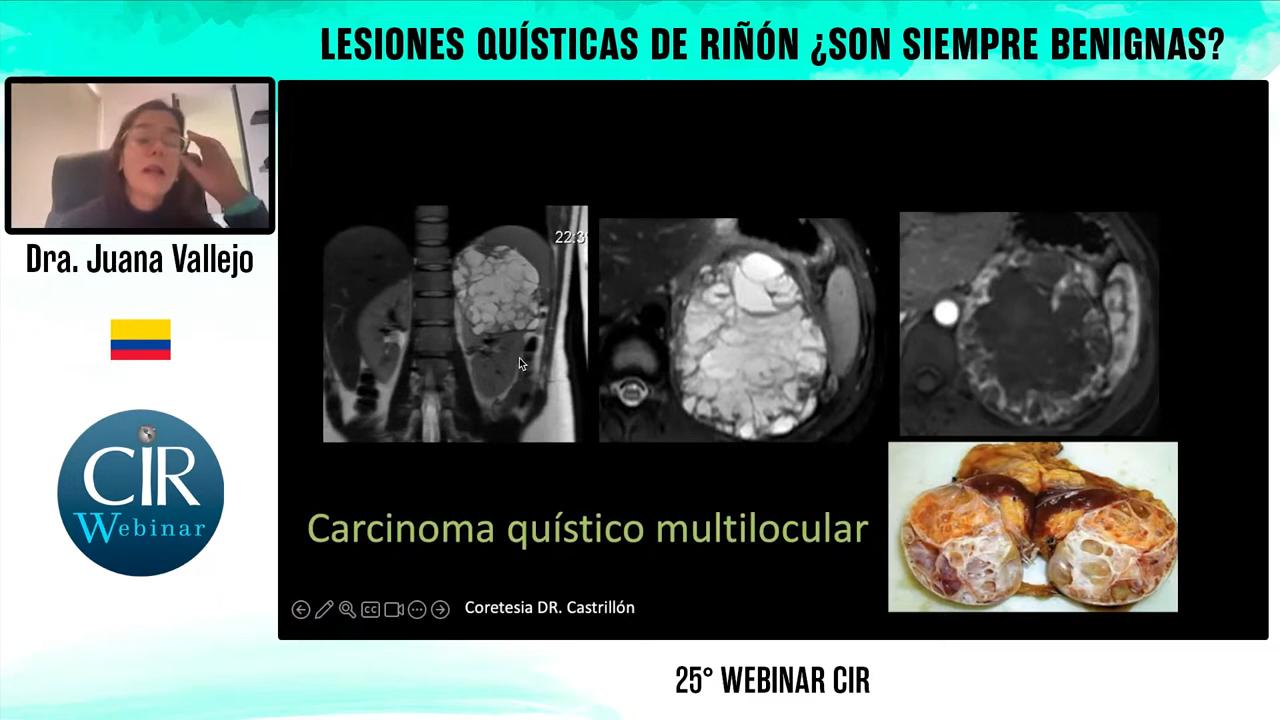 LESIONES QUÍSTICAS DE RIÑÓN ¿SON SIEMPRE BENIGNAS?
Dra. Juana Vallejo
22:3
CIR
Webinar
Carcinoma quístico multilocular
CC
Coretesia DR. Castrillón
25° WEBINAR CIR